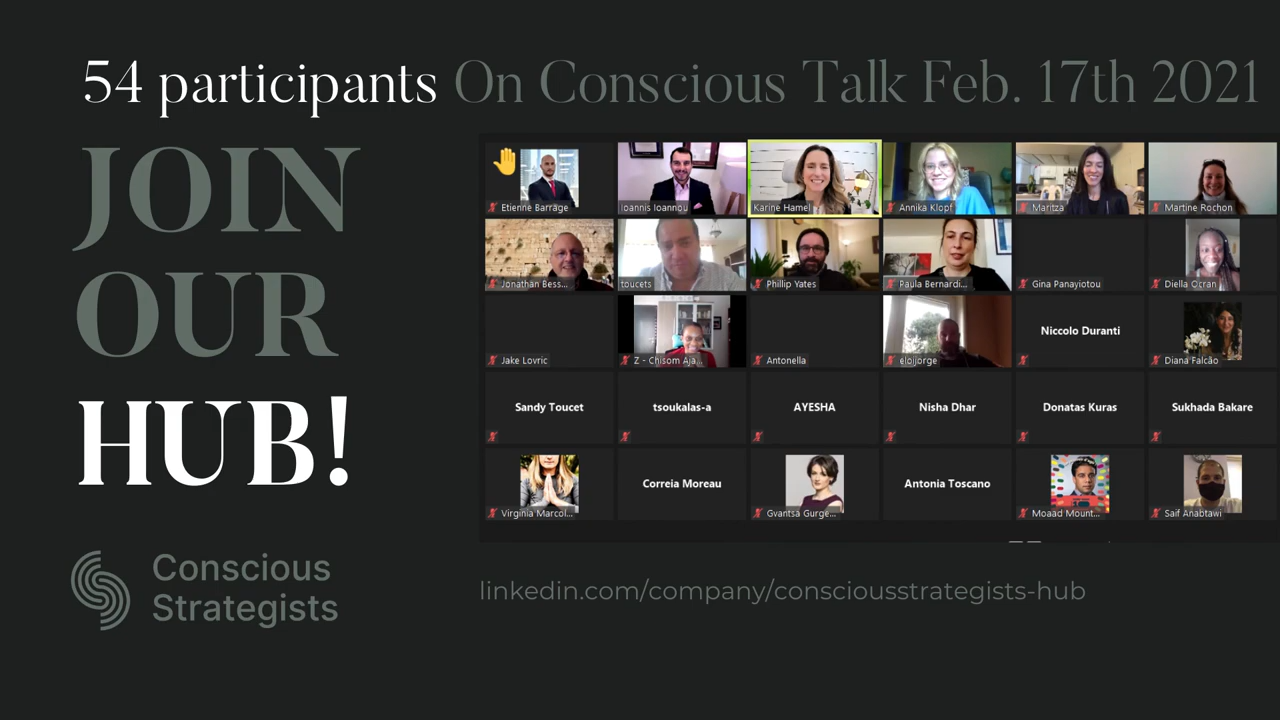 54 participants On Conscious Talk Feb. 17th 2021
JOIN
OUR
HUB!
Etienne Barrage
Ioannis Ioannou
Karine Hamel
Annika Klopf
Maritza
Martine Rochon
Jonathan Bess...
toucets
Phillip Yates
Paula Bernardi...
Gina Panayiotou
Diella Ocran
Jake Lovric
Z - Chisom Aja...
Antonella
eloijorge
Niccolo Duranti
Diana Falcão
Sandy Toucet
tsoukalas-a
AYESHA
Nisha Dhar
Donatas Kuras
Sukhada Bakare
Virginia Marcol...
Correia Moreau
Gvantsa Gurge...
Antonia Toscano
Moaad Mount...
Saif Anabtawi
Conscious
Strategists
linkedin.com/company/consciousstrategists-hub